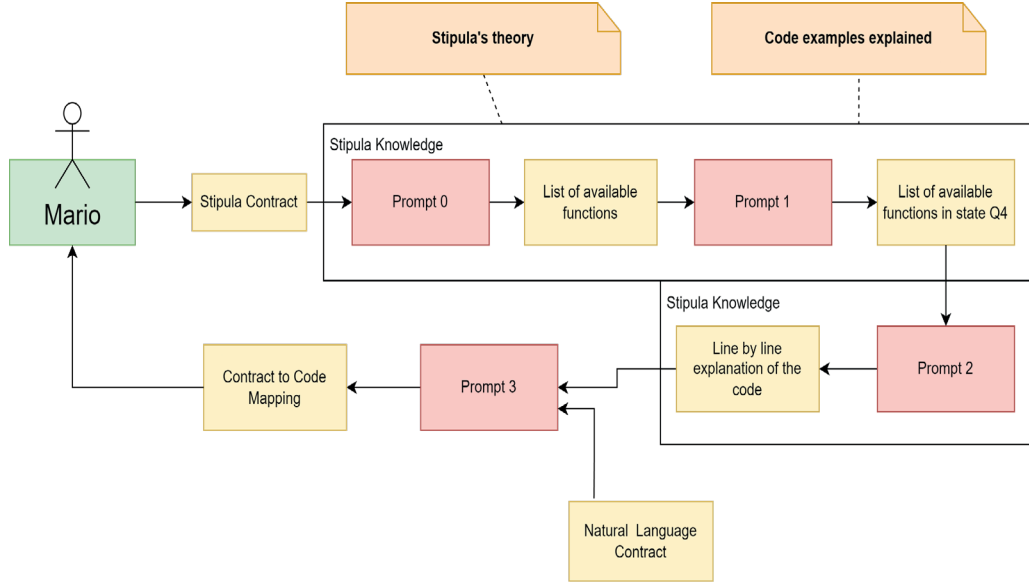 Stipula's theory
Code examples explained
Stipula Knowledge
Mario
Stipula Contract
Prompt 0
List of available
functions
Prompt 1
List of available
functions in state Q4
Stipula Knowledge
Contract to Code
Mapping
Prompt 3
Line by line
explanation of the
code
Prompt 2
Natural Language
Contract